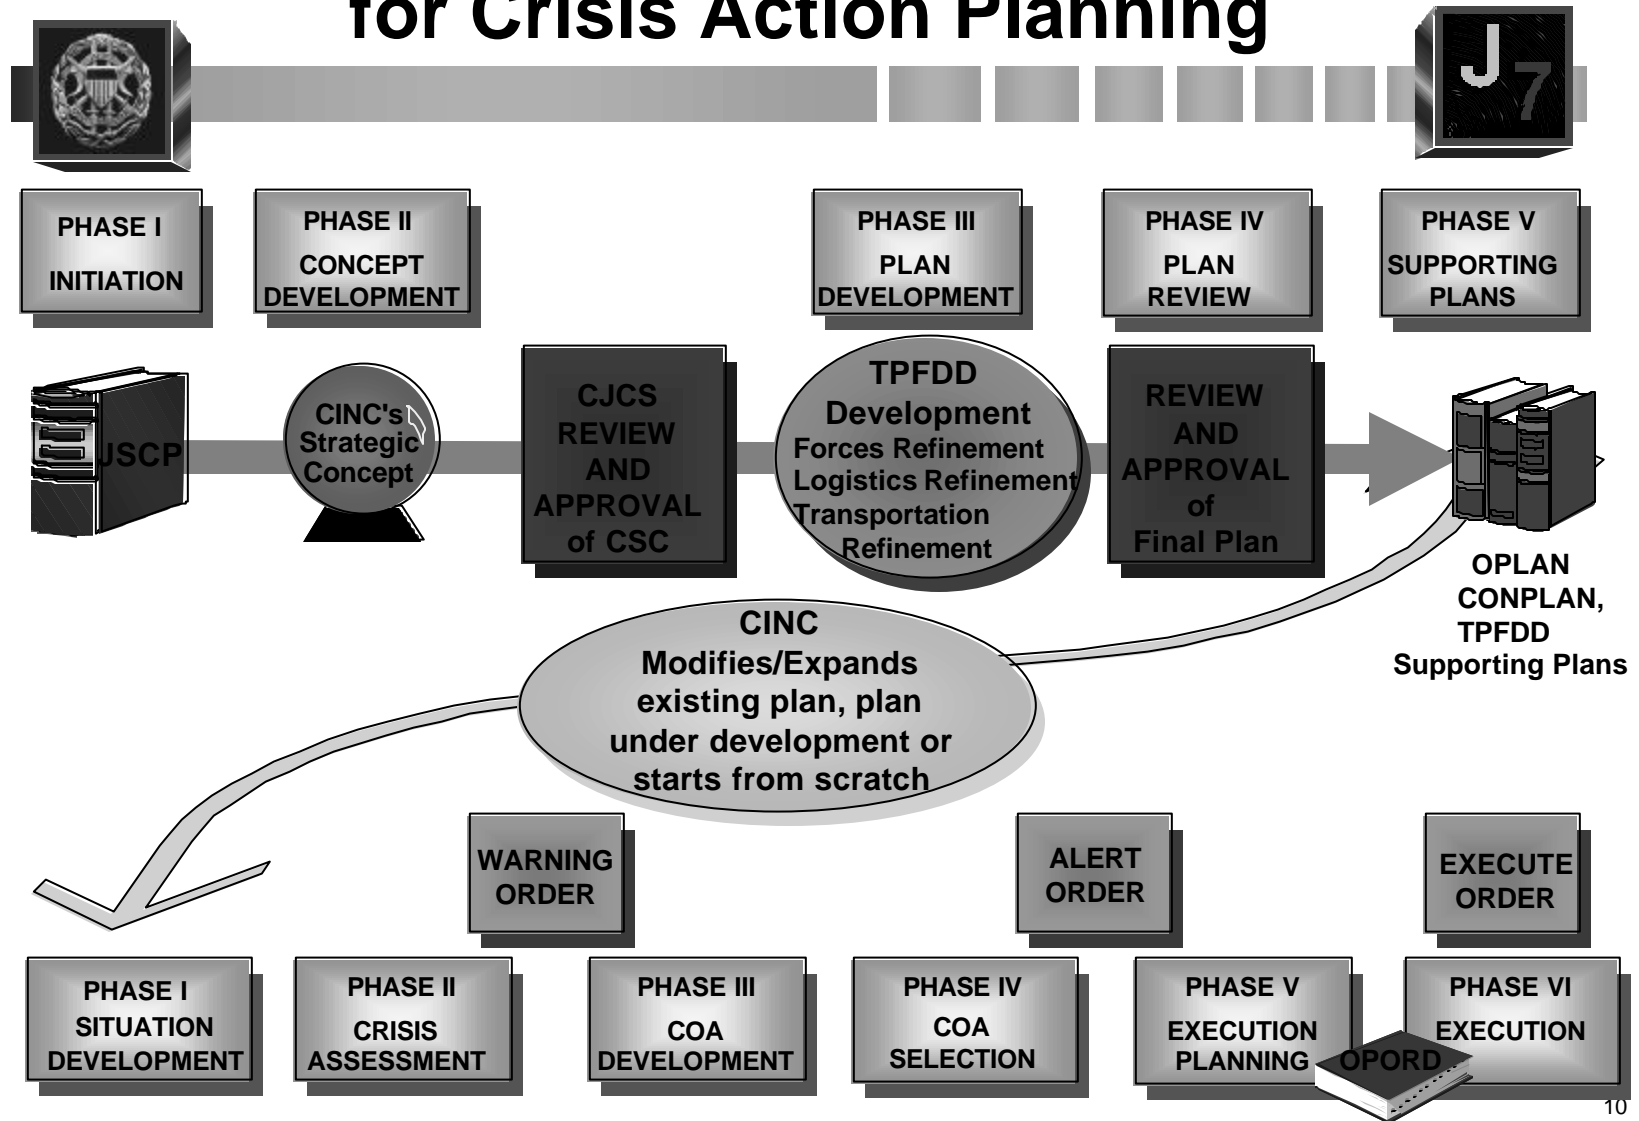 for Crisis Action Planning
J7
PHASE I
INITIATION
PHASE II
CONCEPT
DEVELOPMENT
PHASE III
PLAN
DEVELOPMENT
PHASE IV
PLAN
REVIEW
PHASE V
SUPPORTING
PLANS
JSCP
CINC's
Strategic
Concept
CJCS
REVIEW
AND
APPROVAL
of CSC
TPFDD
Development
Forces Refinement
Logistics Refinement
Transportation
Refinement
REVIEW
AND
APPROVAL
of
Final Plan
OPLAN
CONPLAN,
TPFDD
Supporting Plans
CINC
Modifies/Expands
existing plan, plan
under development or
starts from scratch
WARNING
ORDER
ALERT
ORDER
EXECUTE
ORDER
PHASE I
SITUATION
DEVELOPMENT
PHASE II
CRISIS
ASSESSMENT
PHASE III
COA
DEVELOPMENT
PHASE IV
COA
SELECTION
PHASE V
EXECUTION
PLANNING
OPORD
PHASE VI
EXECUTION
10